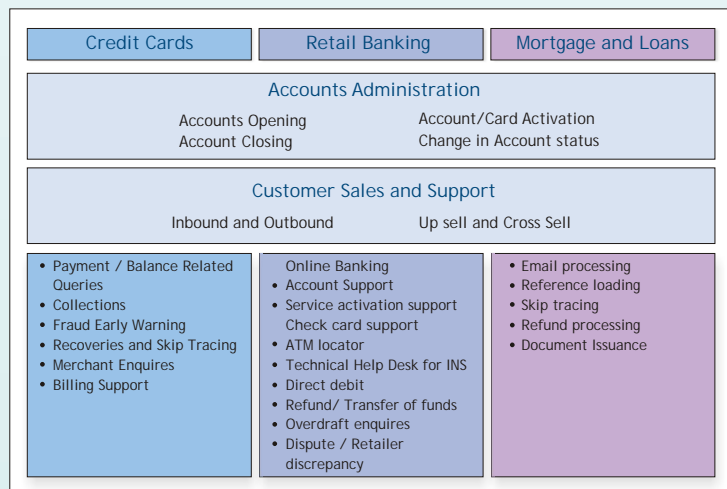 Credit Cards
Retail Banking
Mortgage and Loans
Accounts Administration
Accounts Opening
Account/Card Activation
Account Closing
Change in Account status
Customer Sales and Support
Inbound and Outbound
Up sell and Cross Sell
• Payment / Balance Related
Queries
• Collections
• Fraud Early Warning
• Recoveries and Skip Tracing
• Merchant Enquires
• Billing Support
Online Banking
• Account Support
• Service activation support
Check card support
• ATM locator
• Technical Help Desk for INS
• Direct debit
• Refund/ Transfer of funds
• Overdraft enquires
• Dispute / Retailer
discrepancy
• Email processing
• Reference loading
• Skip tracing
• Refund processing
• Document Issuance